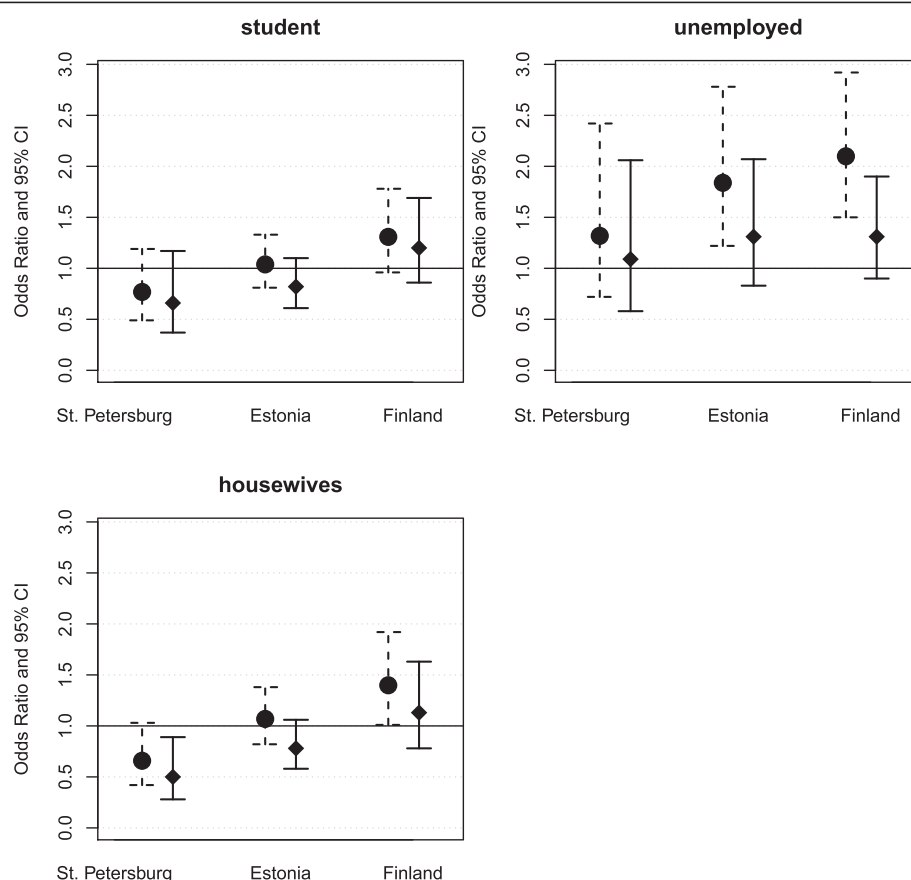 student
Odds Ratio and 95% CI
3.0
2.5
2.0
1.5
1.0
0.5
0.0
St. Petersburg Estonia Finland
unemployed
Odds Ratio and 95% CI
3.0
2.5
2.0
1.5
1.0
0.5
0.0
St. Petersburg Estonia Finland
housewives
Odds Ratio and 95% CI
3.0
2.5
2.0
1.5
1.0
0.5
0.0
St. Petersburg Estonia Finland